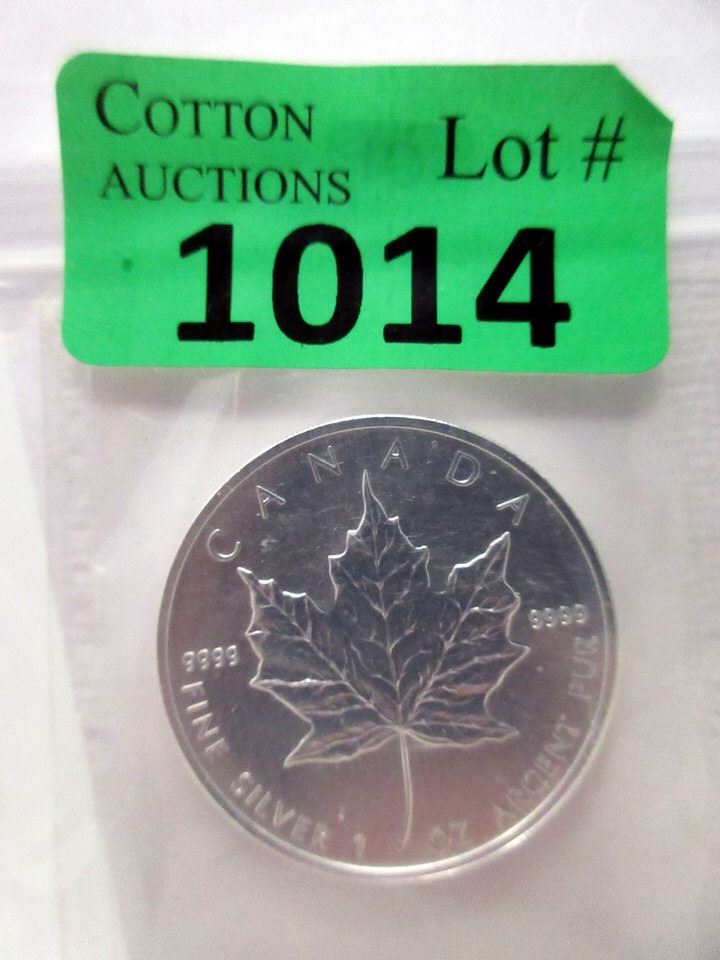 COTTON
AUCTIONS
Lot #
1014
CANADA
9999
9999
FINE SILVER 1 OZ ARGENT PUR